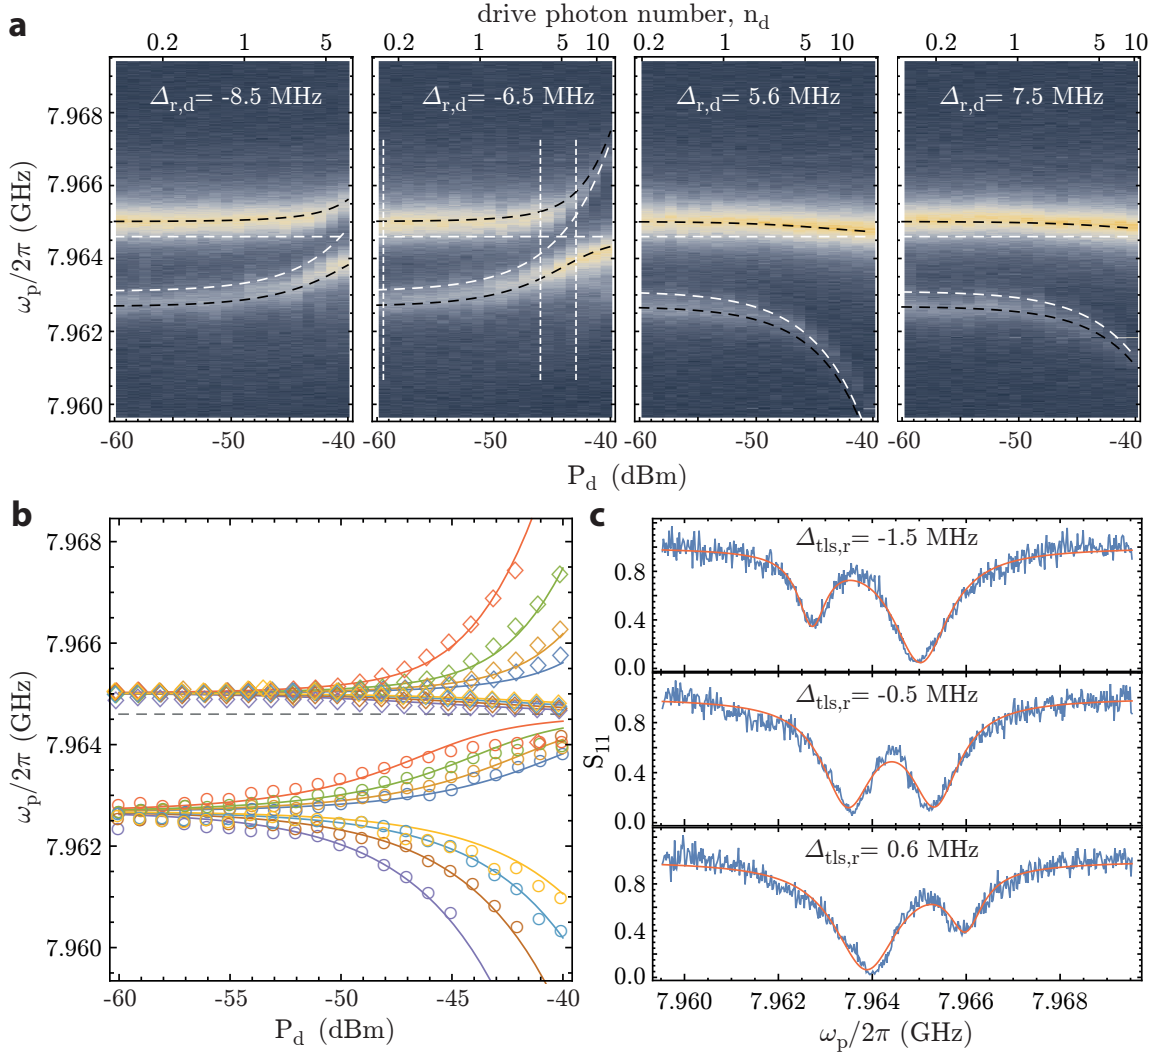 a
drive photon number, n_d
0.2 1 5 0.2 1 5 10 0.2 1 5 10 0.2 1 5 10
Δ_r,d= -8.5 MHz Δ_r,d= -6.5 MHz Δ_r,d= 5.6 MHz Δ_r,d= 7.5 MHz
7.968
7.966
7.964
7.962
7.960
ω_p/2π (GHz)
-60 -50 -40 -60 -50 -40 -60 -50 -40 -60 -50 -40
P_d (dBm)
b
7.968
7.966
7.964
7.962
7.960
ω_p/2π (GHz)
-60 -55 -50 -45 -40
P_d (dBm)
c
Δ_tls,r= -1.5 MHz
0.8
0.4
0.0
Δ_tls,r= -0.5 MHz
0.8
0.4
0.0
Δ_tls,r= 0.6 MHz
0.8
0.4
0.0
S_11
7.960 7.962 7.964 7.966 7.968
ω_p/2π (GHz)